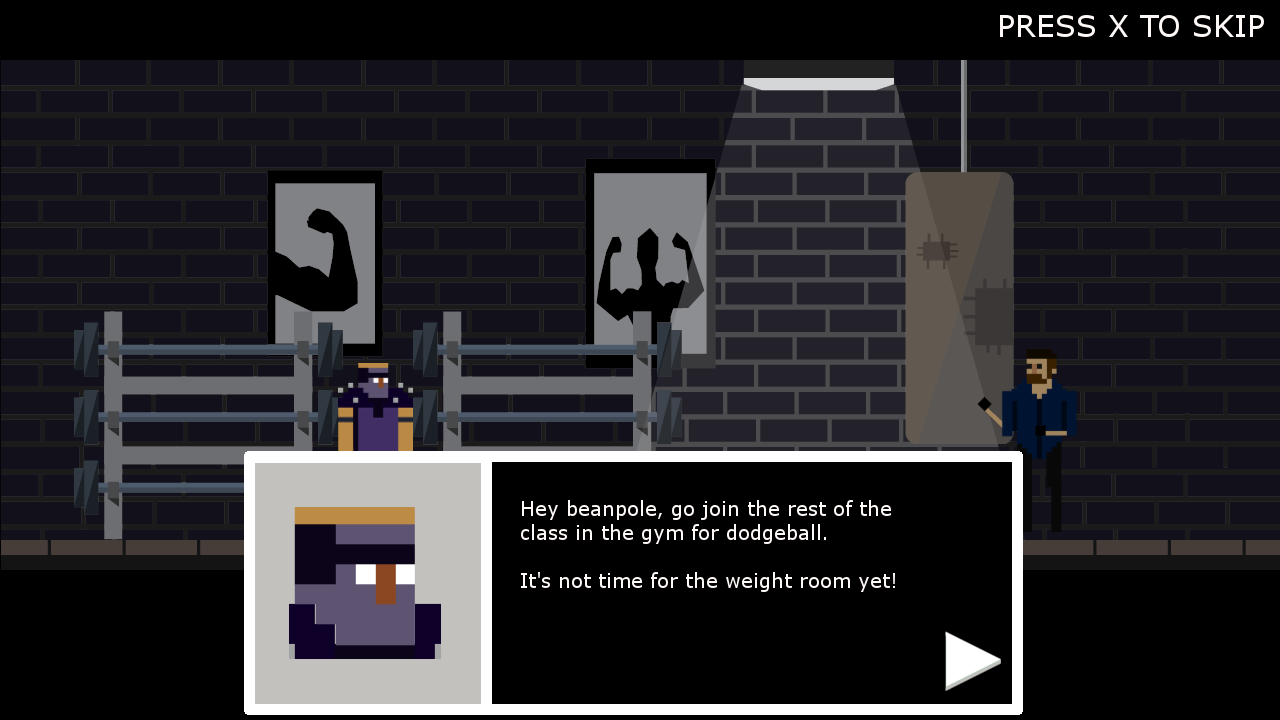 PRESS X TO SKIP
Hey beanpole, go join the rest of the
class in the gym for dodgeball.
It's not time for the weight room yet!